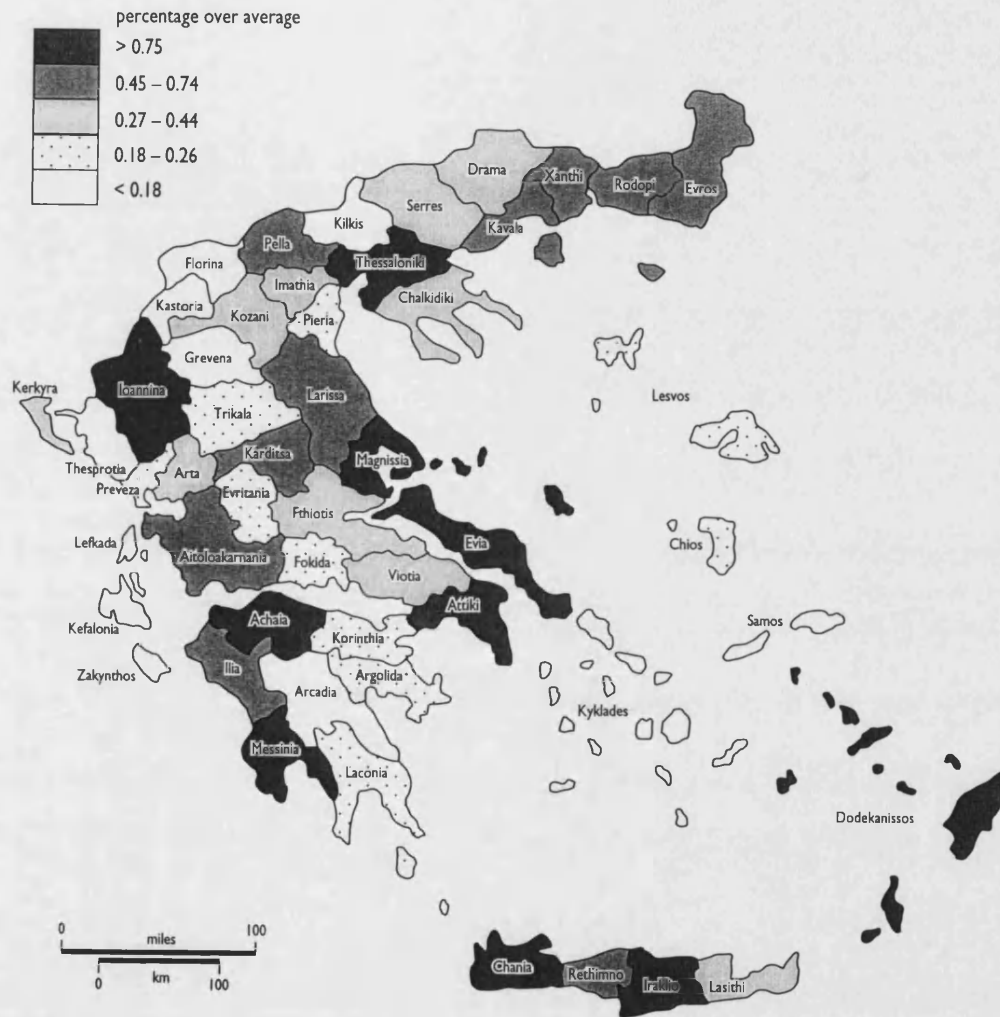 percentage over average
> 0.75
0.45 – 0.74
0.27 – 0.44
0.18 – 0.26
< 0.18
Drama
Xanthi
Rodopi
Evros
Serres
Kavala
Kilkis
Pella
Thessaloniki
Florina
Imathia
Chalkidiki
Kastoria
Kozani
Pieria
Grevena
Ioannina
Kerkyra
Larissa
Lesvos
Trikala
Thesprotia
Preveza
Arta
Karditsa
Magnissia
Evritania
Fthiotis
Lefkada
Aitoloakarnania
Fokida
Viotia
Evia
Chios
Attiki
Kefalonia
Achaia
Korinthia
Samos
Zakynthos
Ilia
Argolida
Arcadia
Kyklades
Messinia
Laconia
Dodekanissos
0
100
miles
0
km
100
Chania
Rethimno
Iraklio
Lasithi